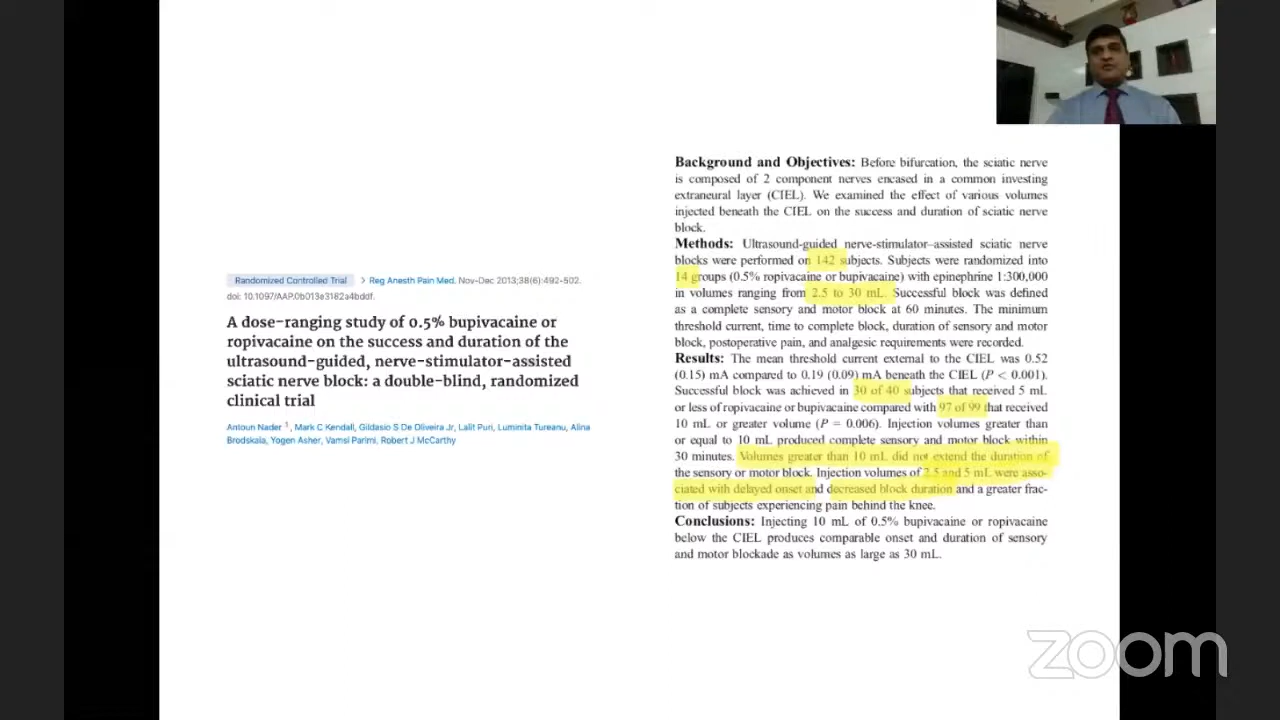 Randomized Controlled Trial > Reg Anesth Pain Med. Nov-Dec 2013;38(6):492-502.
doi: 10.1097/AAP.0b013e3182a4bddf.
A dose-ranging study of 0.5% bupivacaine or
ropivacaine on the success and duration of the
ultrasound-guided, nerve-stimulator-assisted
sciatic nerve block: a double-blind, randomized
clinical trial
Antoun Nader 1, Mark C Kendall, Gildasio S De Oliveira Jr, Lalit Puri, Luminita Tureanu, Alina
Brodskaia, Yogen Asher, Vamsi Parimi, Robert J McCarthy
Background and Objectives: Before bifurcation, the sciatic nerve
is composed of 2 component nerves encased in a common investing
extraneural layer (CIEL). We examined the effect of various volumes
injected beneath the CIEL on the success and duration of sciatic nerve
block.
Methods: Ultrasound-guided nerve-stimulator–assisted sciatic nerve
blocks were performed on 142 subjects. Subjects were randomized into
14 groups (0.5% ropivacaine or bupivacaine) with epinephrine 1:300,000
in volumes ranging from 2.5 to 30 mL. Successful block was defined
as a complete sensory and motor block at 60 minutes. The minimum
threshold current, time to complete block, duration of sensory and motor
block, postoperative pain, and analgesic requirements were recorded.
Results: The mean threshold current external to the CIEL was 0.52
(0.15) mA compared to 0.19 (0.09) mA beneath the CIEL (P < 0.001).
Successful block was achieved in 30 of 40 subjects that received 5 mL
or less of ropivacaine or bupivacaine compared with 97 of 99 that received
10 mL or greater volume (P = 0.006). Injection volumes greater than
or equal to 10 mL produced complete sensory and motor block within
30 minutes. Volumes greater than 10 mL did not extend the duration of
the sensory or motor block. Injection volumes of 2.5 and 5 mL were asso-
ciated with delayed onset and decreased block duration and a greater frac-
tion of subjects experiencing pain behind the knee.
Conclusions: Injecting 10 mL of 0.5% bupivacaine or ropivacaine
below the CIEL produces comparable onset and duration of sensory
and motor blockade as volumes as large as 30 mL.
zoom